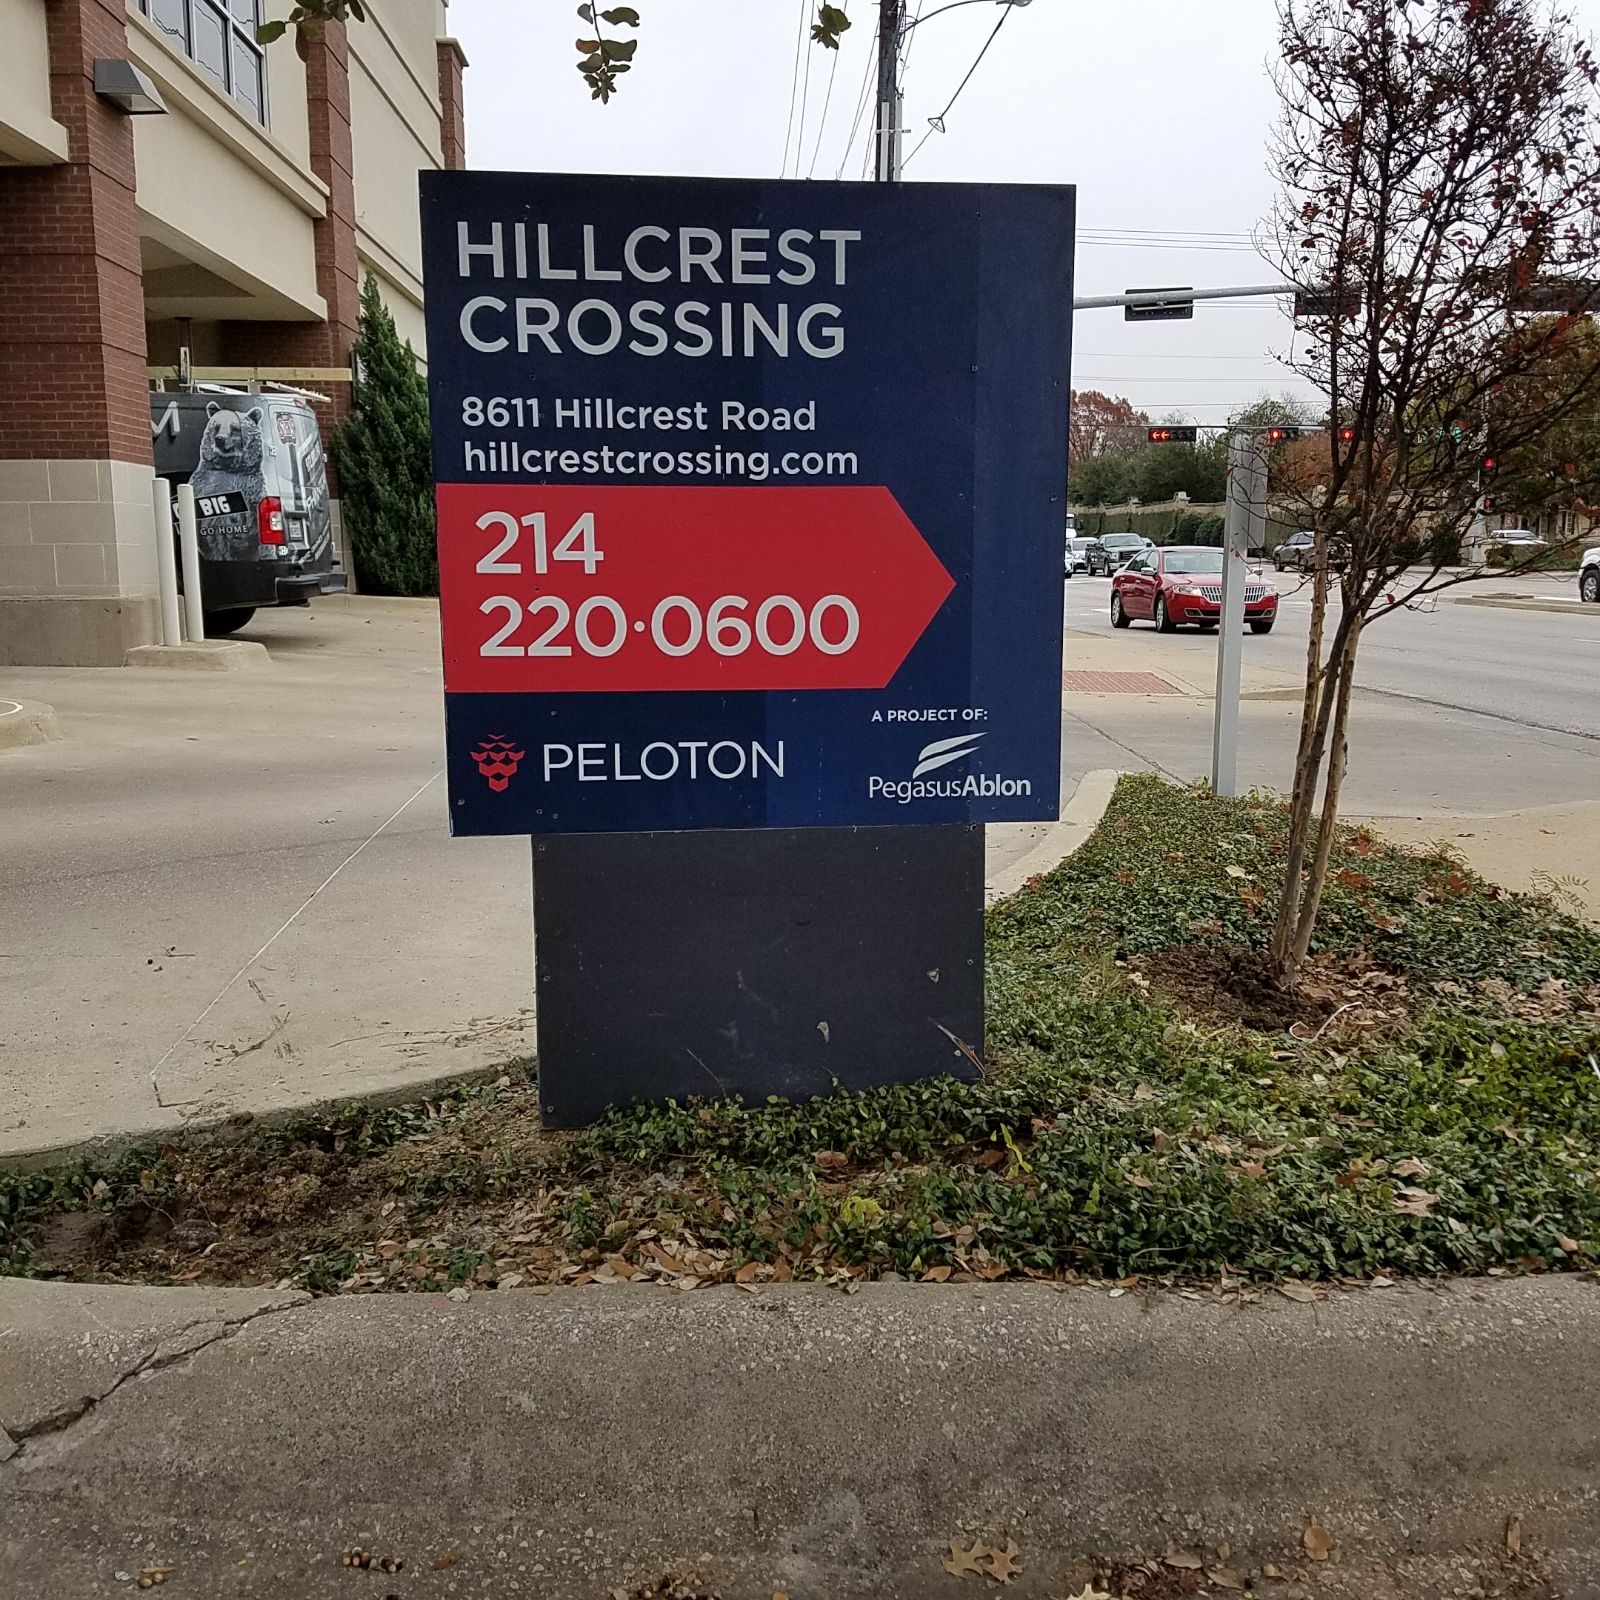 HILLCREST
CROSSING
8611 Hillcrest Road
hillcrestcrossing.com
214
220·0600
PELOTON
A PROJECT OF:
PegasusAblon
BIG
GO HOME